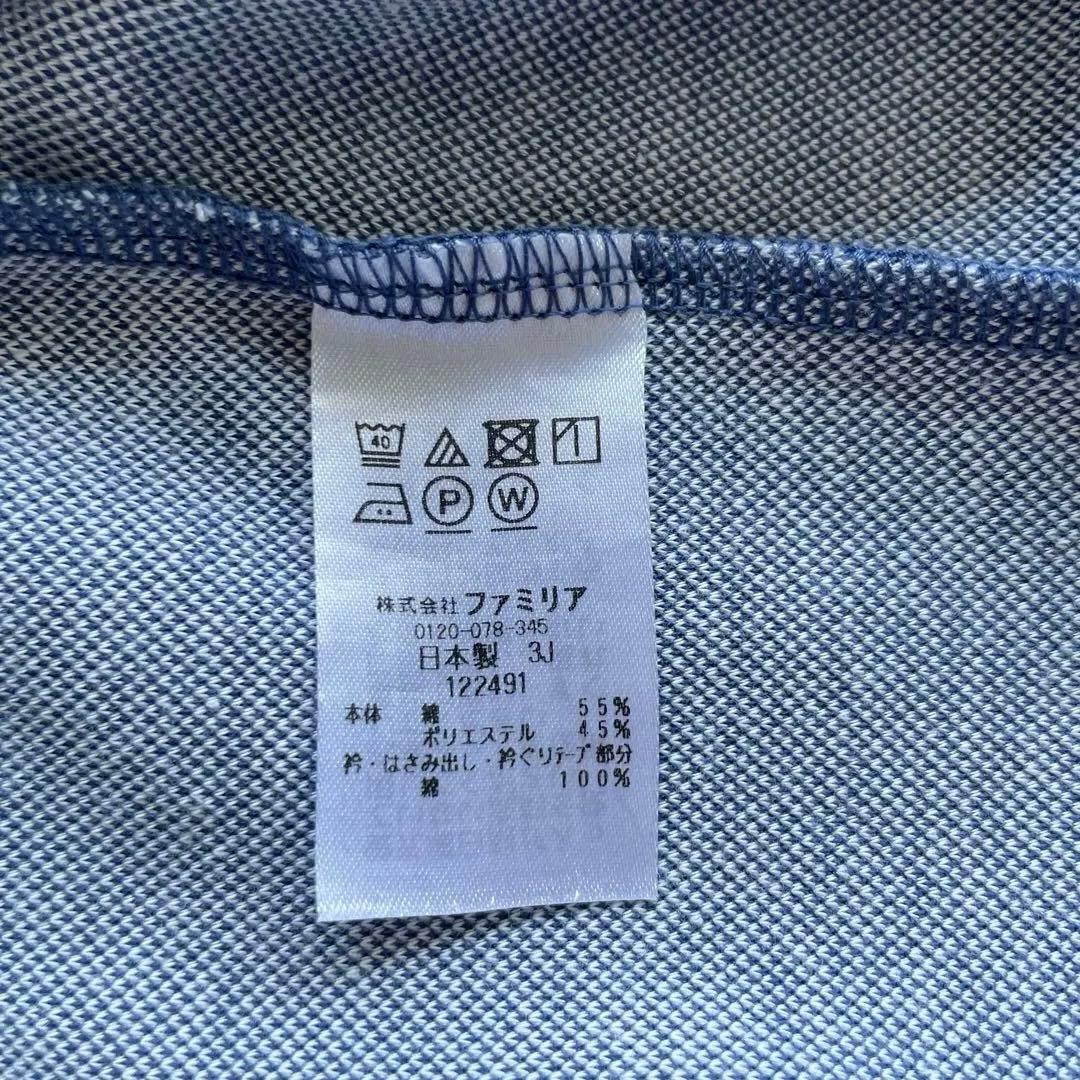 40
P W
株式会社 ファミリア
0120-078-345
日本製 3J
122491
本体 綿 55%
ポリエステル 45%
衿・はさみ出し・衿ぐりテープ部分
綿 100%